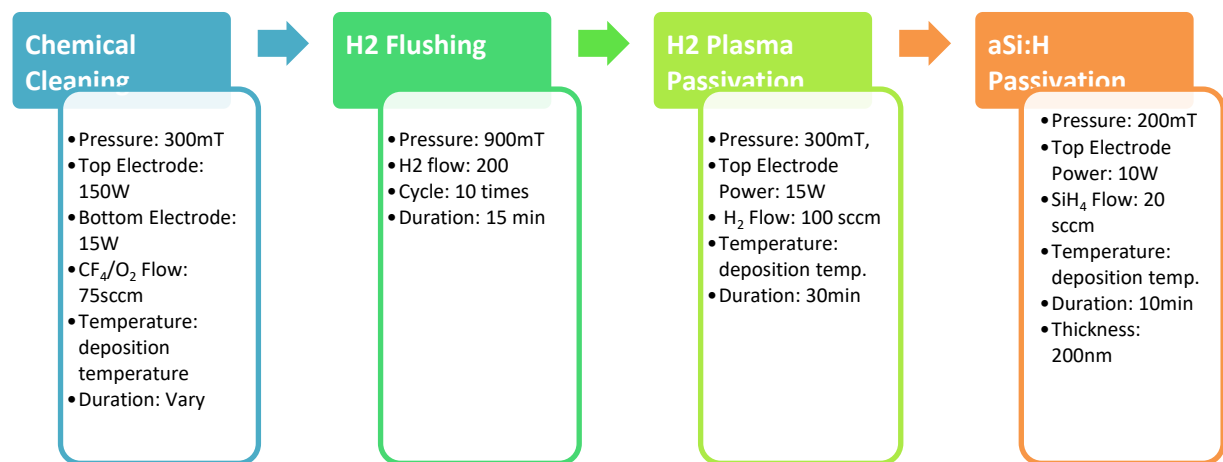 Chemical
Cleaning
•Pressure: 300mT
•Top Electrode:
150W
•Bottom Electrode:
15W
•CF₄/O₂ Flow:
75sccm
•Temperature:
deposition
temperature
•Duration: Vary
H2 Flushing
•Pressure: 900mT
•H2 flow: 200
•Cycle: 10 times
•Duration: 15 min
H2 Plasma
Passivation
•Pressure: 300mT,
•Top Electrode
Power: 15W
• H₂ Flow: 100 sccm
•Temperature:
deposition temp.
•Duration: 30min
aSi:H
Passivation
•Pressure: 200mT
•Top Electrode
Power: 10W
•SiH₄ Flow: 20
sccm
•Temperature:
deposition temp.
•Duration: 10min
•Thickness:
200nm